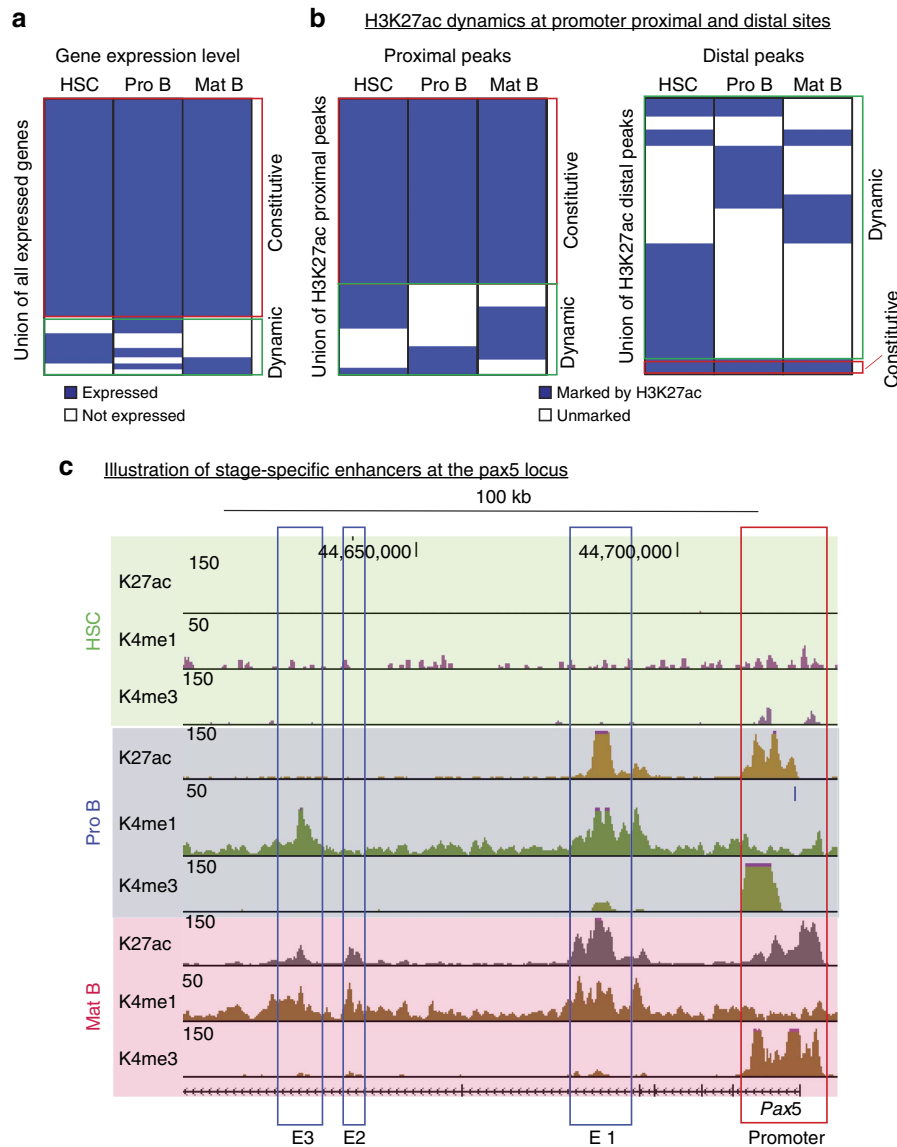 a
Gene expression level
HSC Pro B Mat B
Union of all expressed genes
Constitutive
Dynamic
Expressed
Not expressed
b
H3K27ac dynamics at promoter proximal and distal sites
Proximal peaks
HSC Pro B Mat B
Union of H3K27ac proximal peaks
Constitutive
Dynamic
Distal peaks
HSC Pro B Mat B
Union of H3K27ac distal peaks
Dynamic
Constitutive
Marked by H3K27ac
Unmarked
c
Illustration of stage-specific enhancers at the pax5 locus
100 kb
44,650,000 44,700,000
HSC
K27ac 150
K4me1 50
K4me3 150
Pro B
K27ac 150
K4me1 50
K4me3 150
Mat B
K27ac 150
K4me1 50
K4me3 150
Pax5
E3 E2 E 1 Promoter